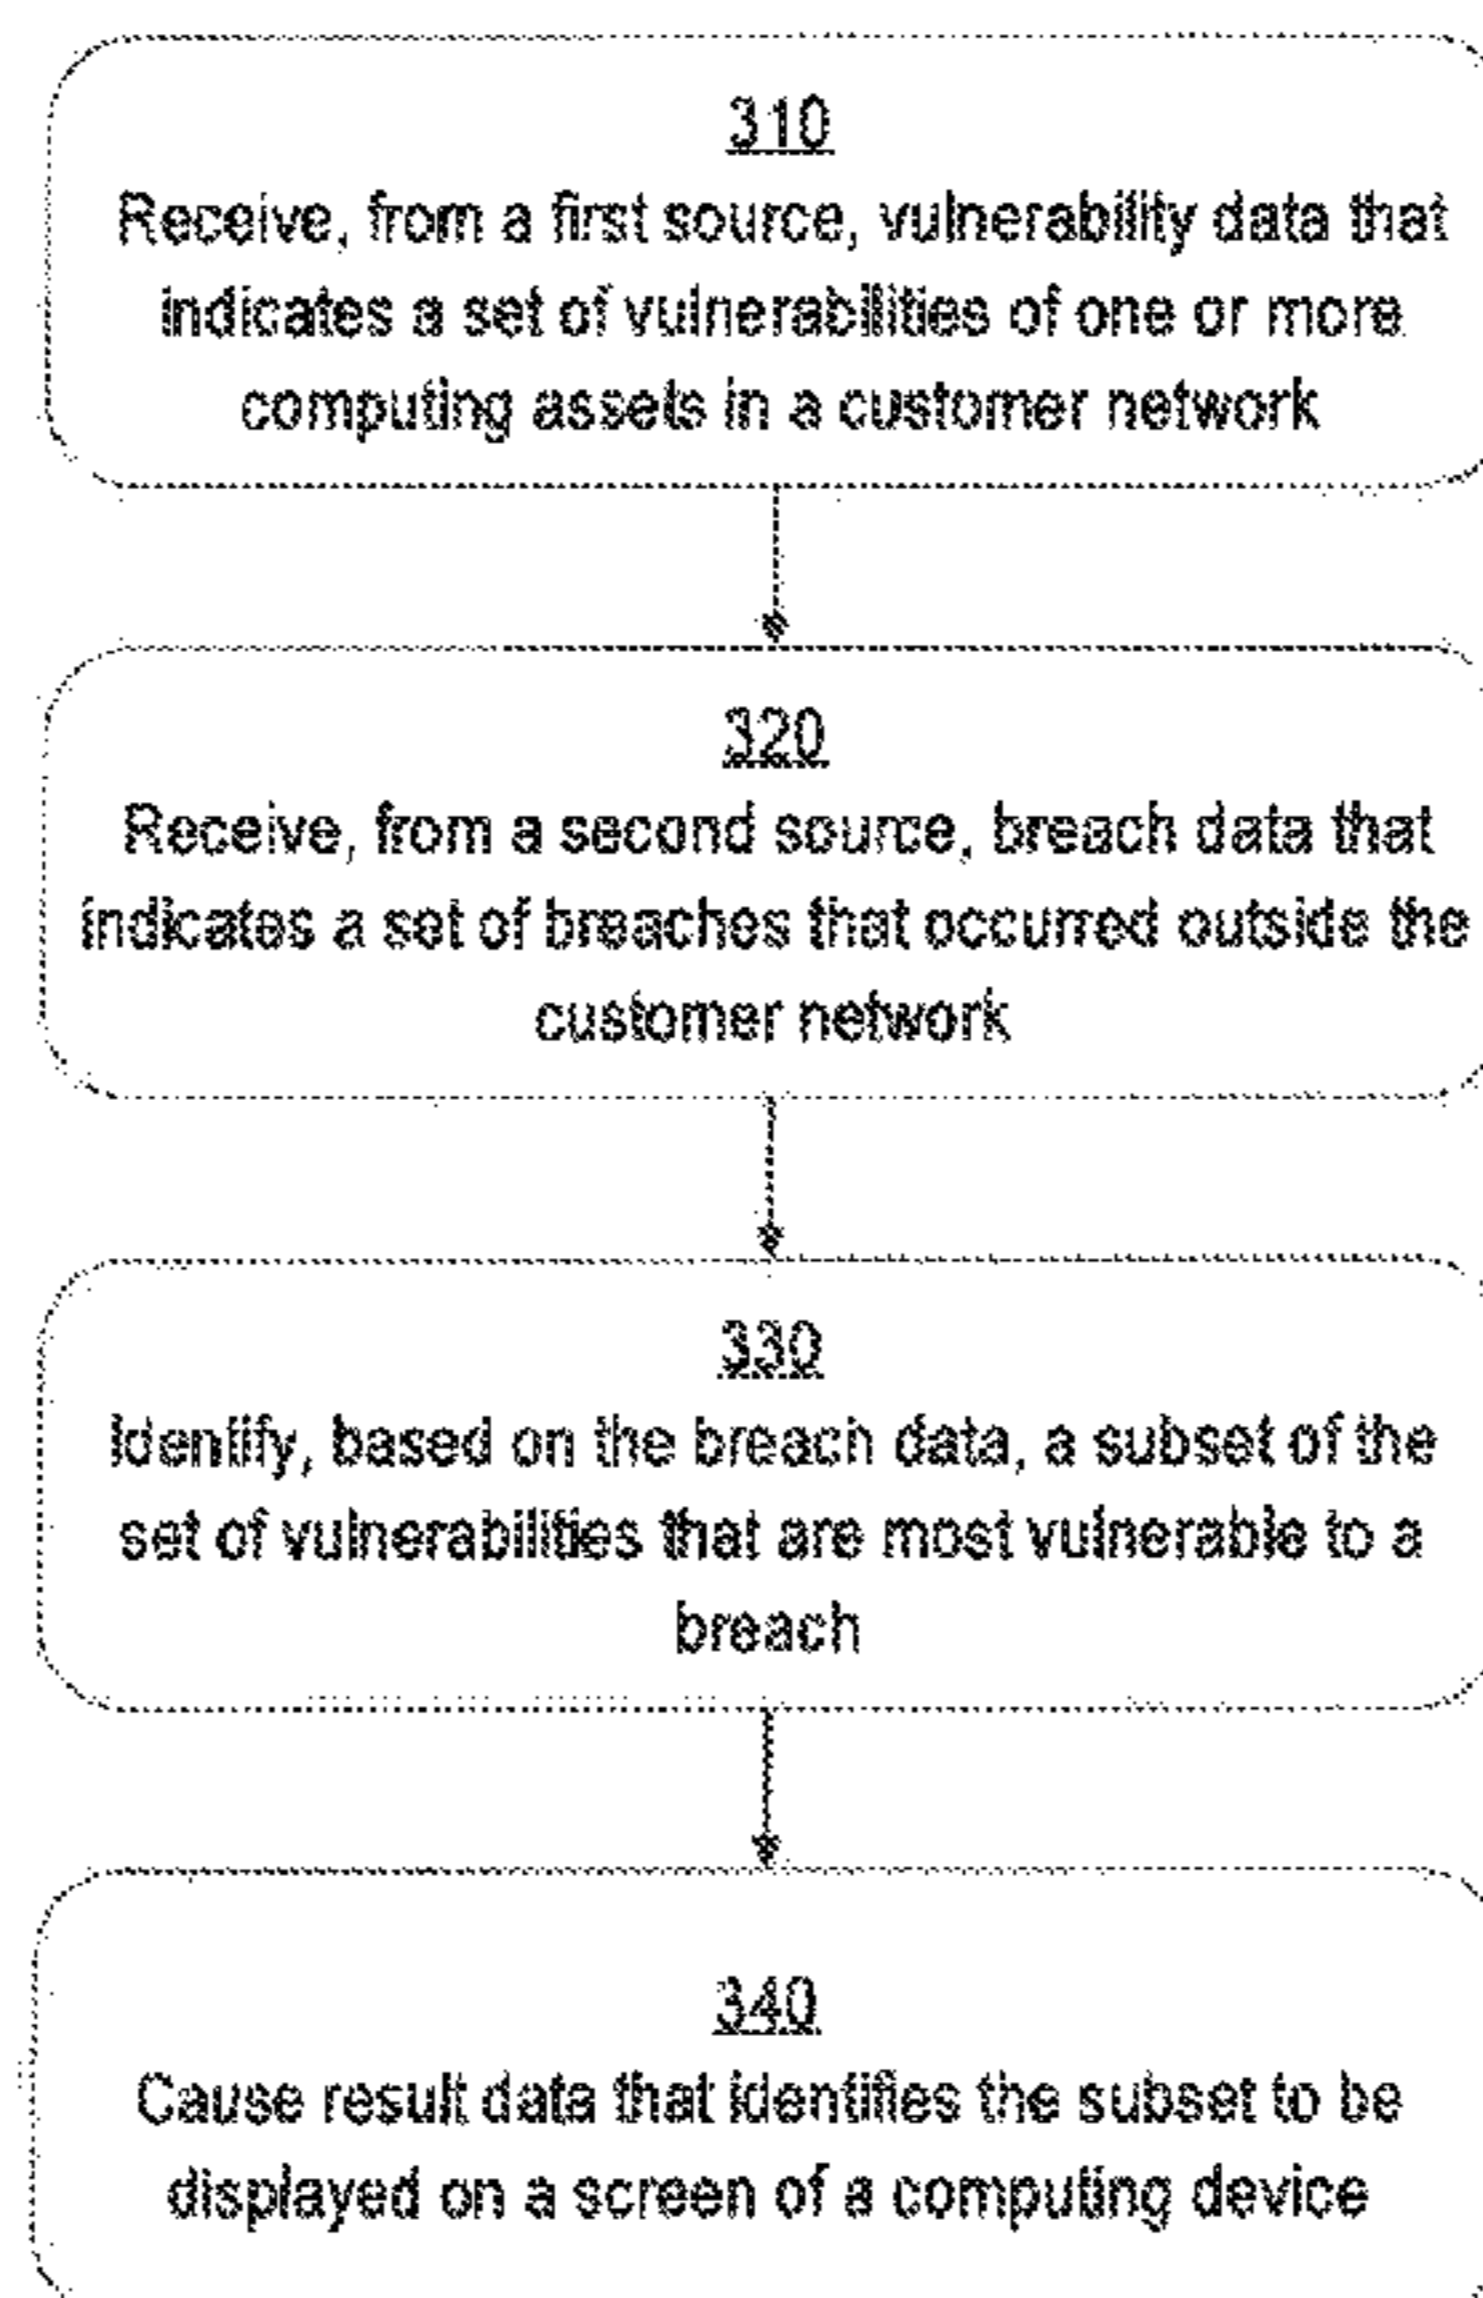 310
Receive, from a first source, vulnerability data that
indicates a set of vulnerabilities of one or more
computing assets in a customer network
320
Receive, from a second source, breach data that
indicates a set of breaches that occurred outside the
customer network
330
Identify, based on the breach data, a subset of the
set of vulnerabilities that are most vulnerable to a
breach
340
Cause result data that identifies the subset to be
displayed on a screen of a computing device